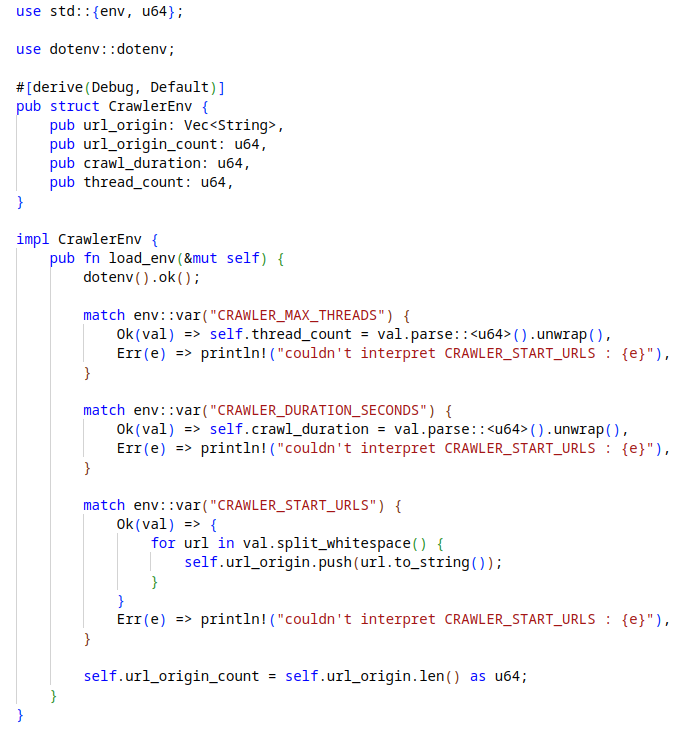 use std::{env, u64};

use dotenv::dotenv;

#[derive(Debug, Default)]
pub struct CrawlerEnv {
    pub url_origin: Vec<String>,
    pub url_origin_count: u64,
    pub crawl_duration: u64,
    pub thread_count: u64,
}

impl CrawlerEnv {
    pub fn load_env(&mut self) {
        dotenv().ok();

        match env::var("CRAWLER_MAX_THREADS") {
            Ok(val) => self.thread_count = val.parse::<u64>().unwrap(),
            Err(e) => println!("couldn't interpret CRAWLER_START_URLS : {e}"),
        }

        match env::var("CRAWLER_DURATION_SECONDS") {
            Ok(val) => self.crawl_duration = val.parse::<u64>().unwrap(),
            Err(e) => println!("couldn't interpret CRAWLER_START_URLS : {e}"),
        }

        match env::var("CRAWLER_START_URLS") {
            Ok(val) => {
                for url in val.split_whitespace() {
                    self.url_origin.push(url.to_string());
                }
            }
            Err(e) => println!("couldn't interpret CRAWLER_START_URLS : {e}"),
        }

        self.url_origin_count = self.url_origin.len() as u64;
    }
}